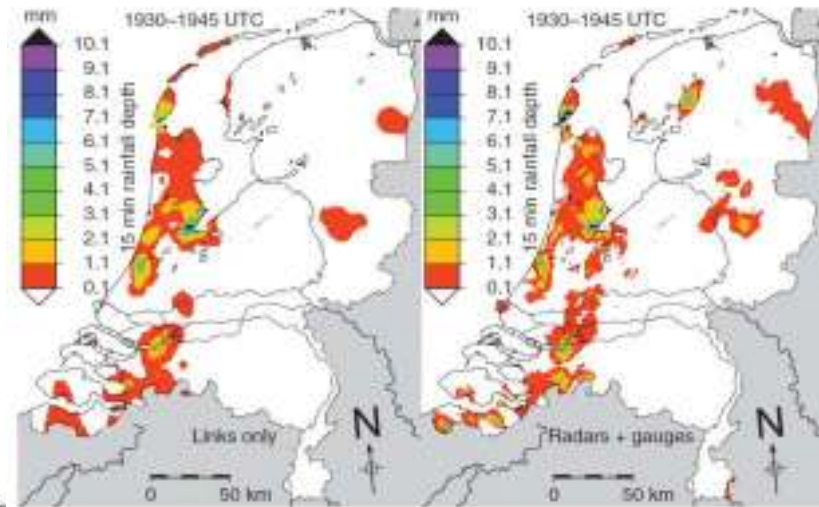 mm
1930–1945 UTC
10.1
9.1
8.1
7.1
6.1
5.1
4.1
3.1
2.1
1.1
0.1
15 min rainfall depth
Links only
N
0 50 km
mm
1930–1945 UTC
10.1
9.1
8.1
7.1
6.1
5.1
4.1
3.1
2.1
1.1
0.1
15 min rainfall depth
Radars + gauges
N
0 50 km